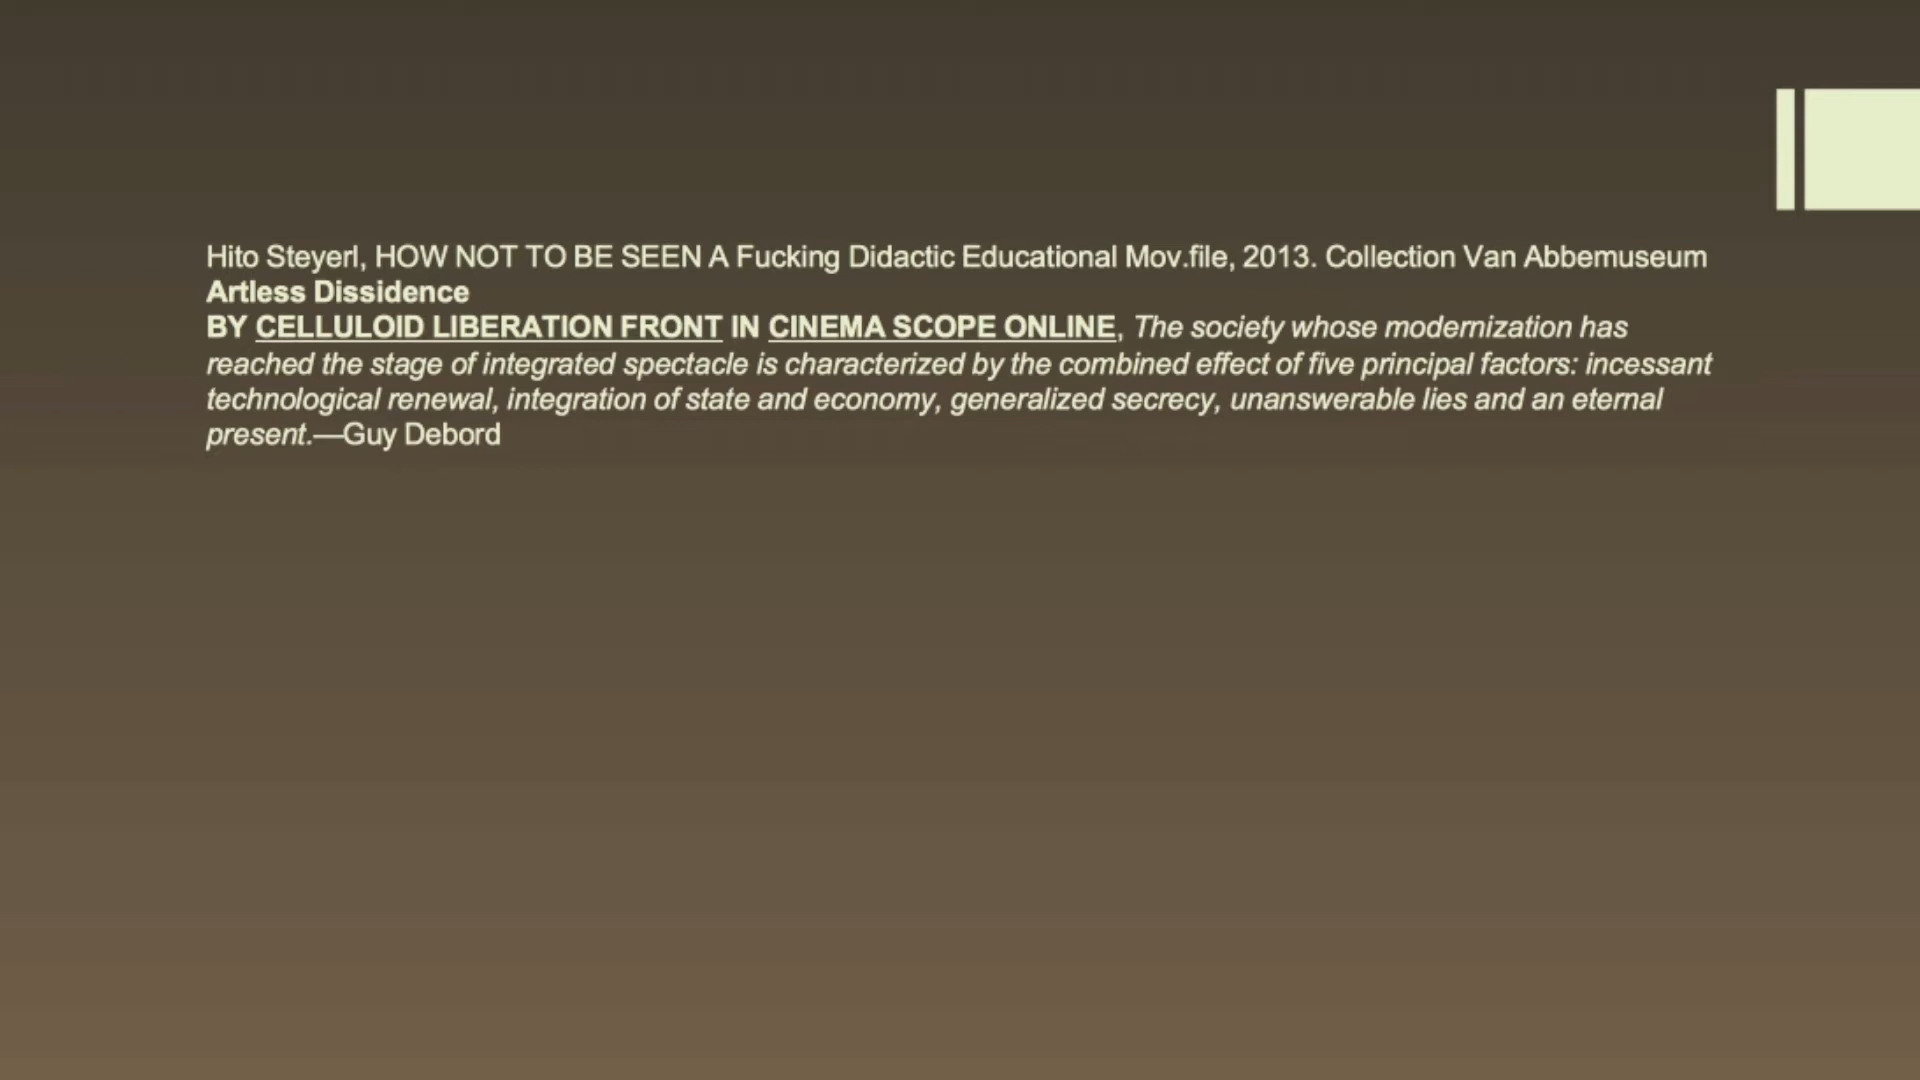 Hito Steyerl, HOW NOT TO BE SEEN A Fucking Didactic Educational Mov.file, 2013. Collection Van Abbemuseum
Artless Dissidence
BY CELLULOID LIBERATION FRONT IN CINEMA SCOPE ONLINE, The society whose modernization has
reached the stage of integrated spectacle is characterized by the combined effect of five principal factors: incessant
technological renewal, integration of state and economy, generalized secrecy, unanswerable lies and an eternal
present.—Guy Debord